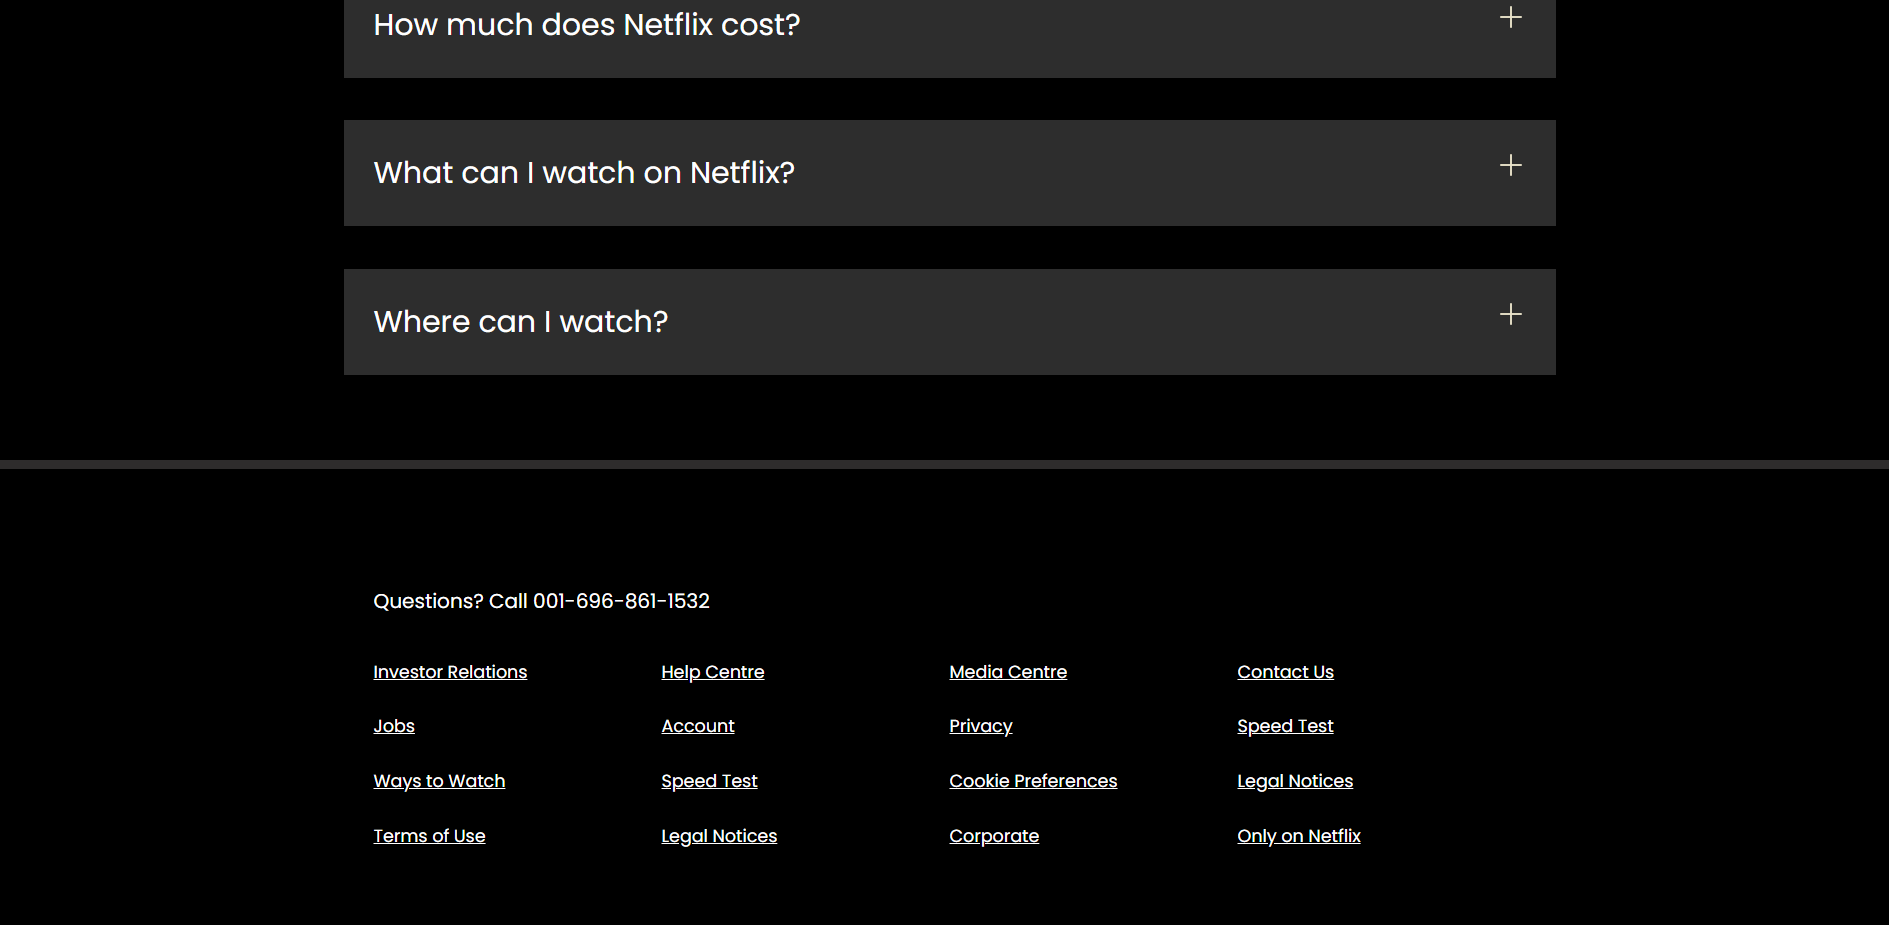 How much does Netflix cost?
What can I watch on Netflix?
Where can I watch?
Questions? Call 001-696-861-1532
Investor Relations Help Centre Media Centre Contact Us
Jobs Account Privacy Speed Test
Ways to Watch Speed Test Cookie Preferences Legal Notices
Terms of Use Legal Notices Corporate Only on Netflix